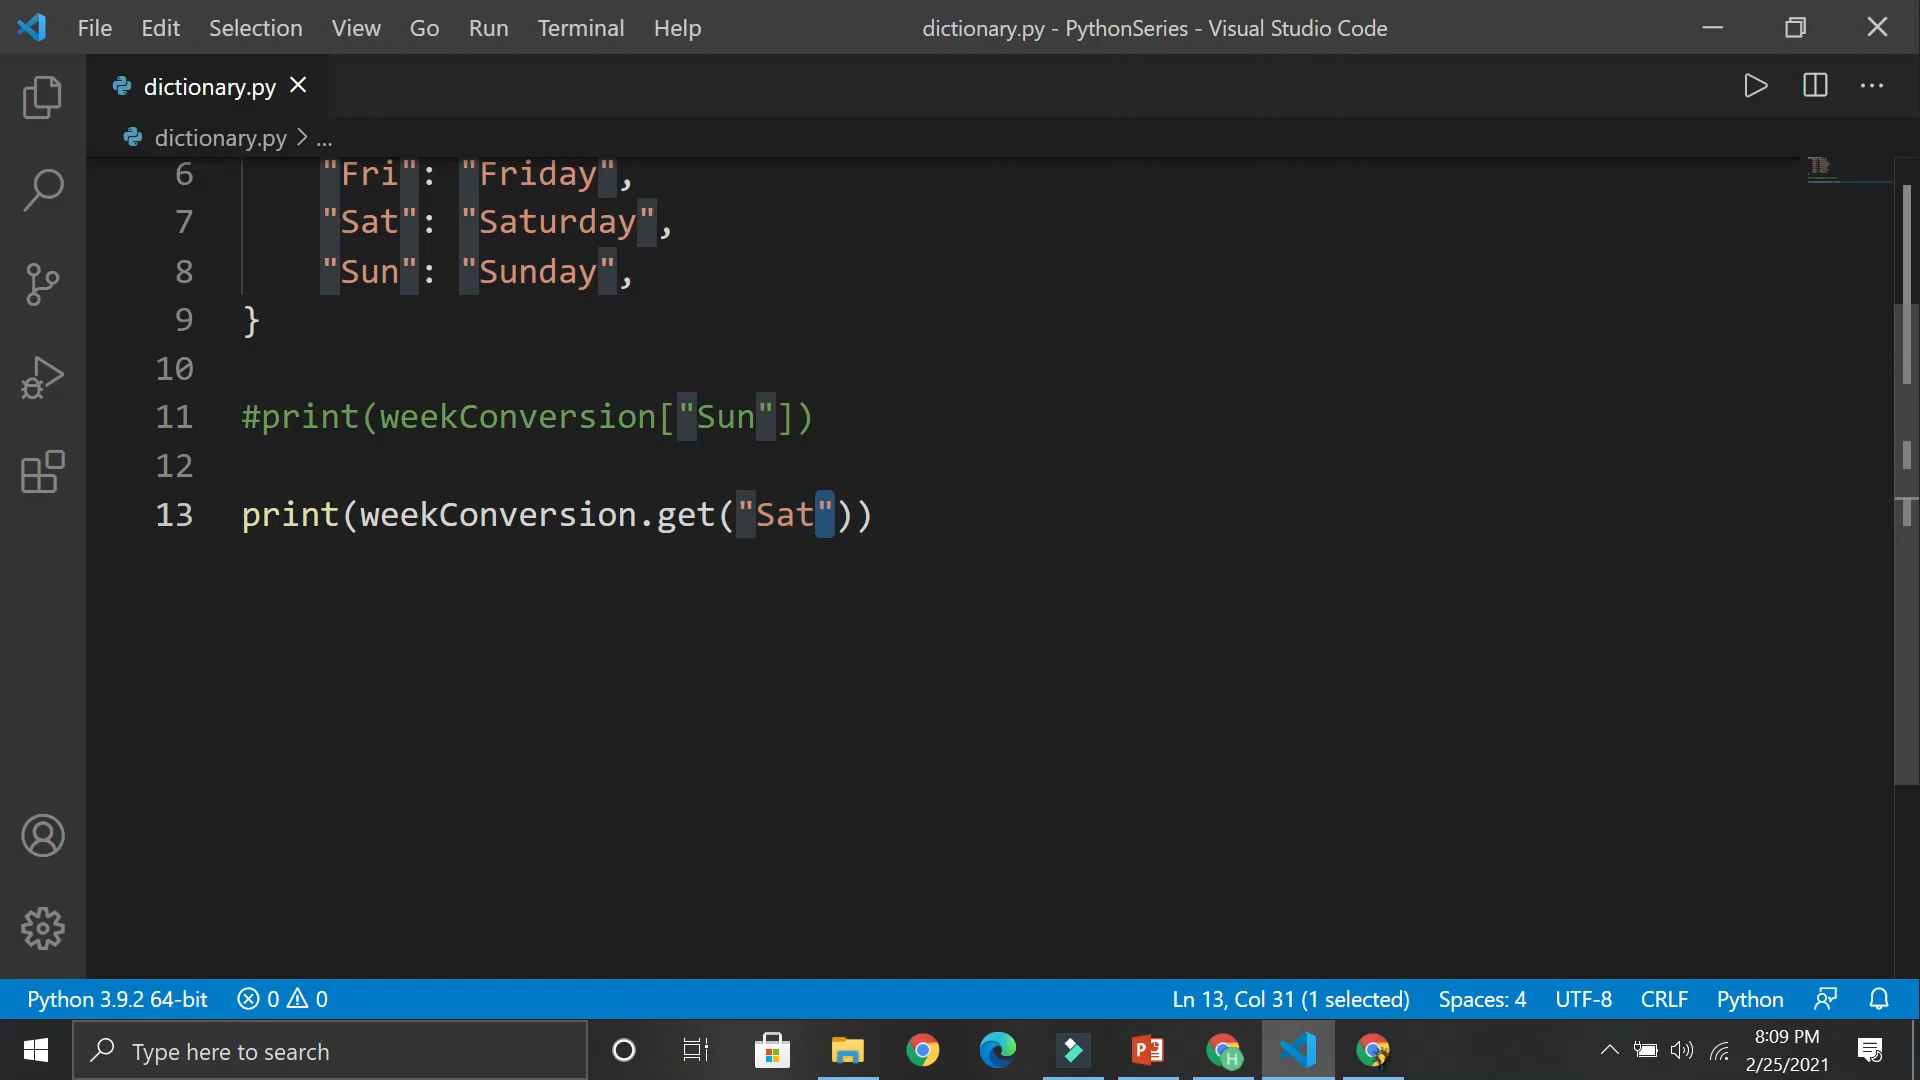 File Edit Selection View Go Run Terminal Help
dictionary.py - PythonSeries - Visual Studio Code
dictionary.py
dictionary.py > ...
6 "Fri": "Friday",
7 "Sat": "Saturday",
8 "Sun": "Sunday",
9 }
10
11 #print(weekConversion["Sun"])
12
13 print(weekConversion.get("Sat"))
Python 3.9.2 64-bit 0 0 Ln 13, Col 31 (1 selected) Spaces: 4 UTF-8 CRLF Python
Type here to search
8:09 PM
2/25/2021